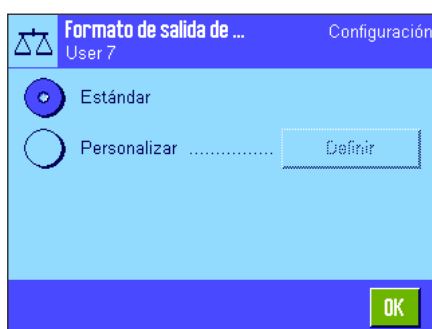 Formato de salida de ... Configuración
User 7
Estándar
Personalizar ................ Definir
OK